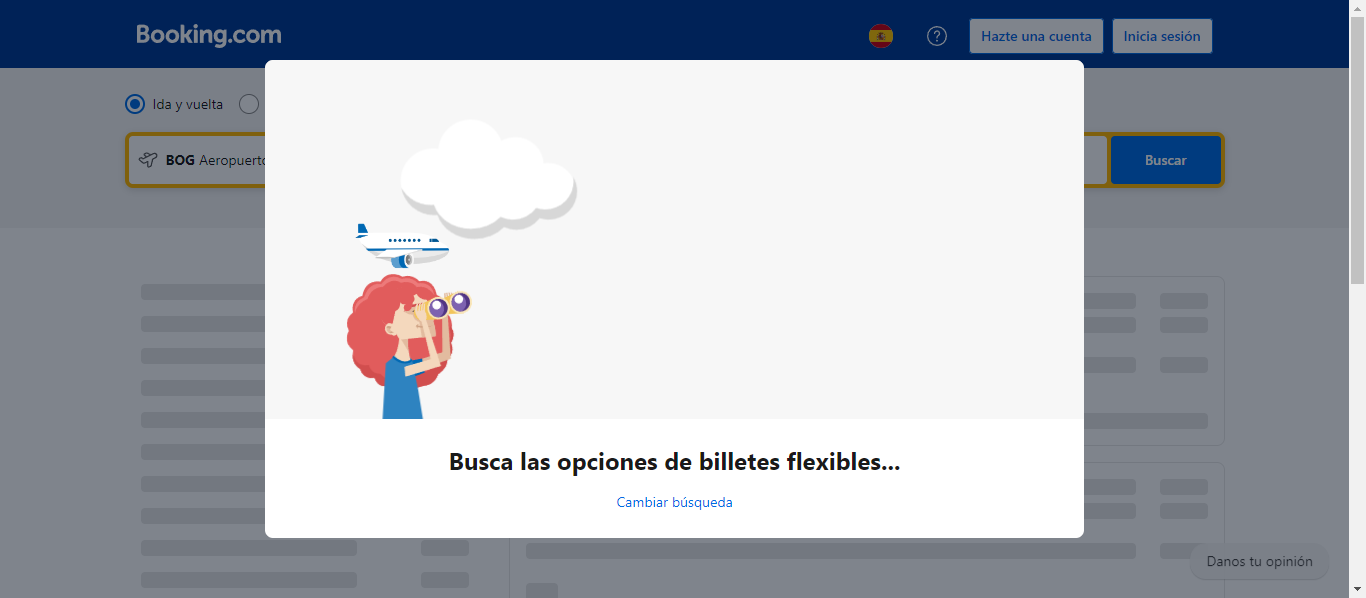 Booking.com
?
Hazte una cuenta
Inicia sesión
Ida y vuelta
BOG Aeropuerto
Buscar
Busca las opciones de billetes flexibles...
Cambiar búsqueda
Danos tu opinión